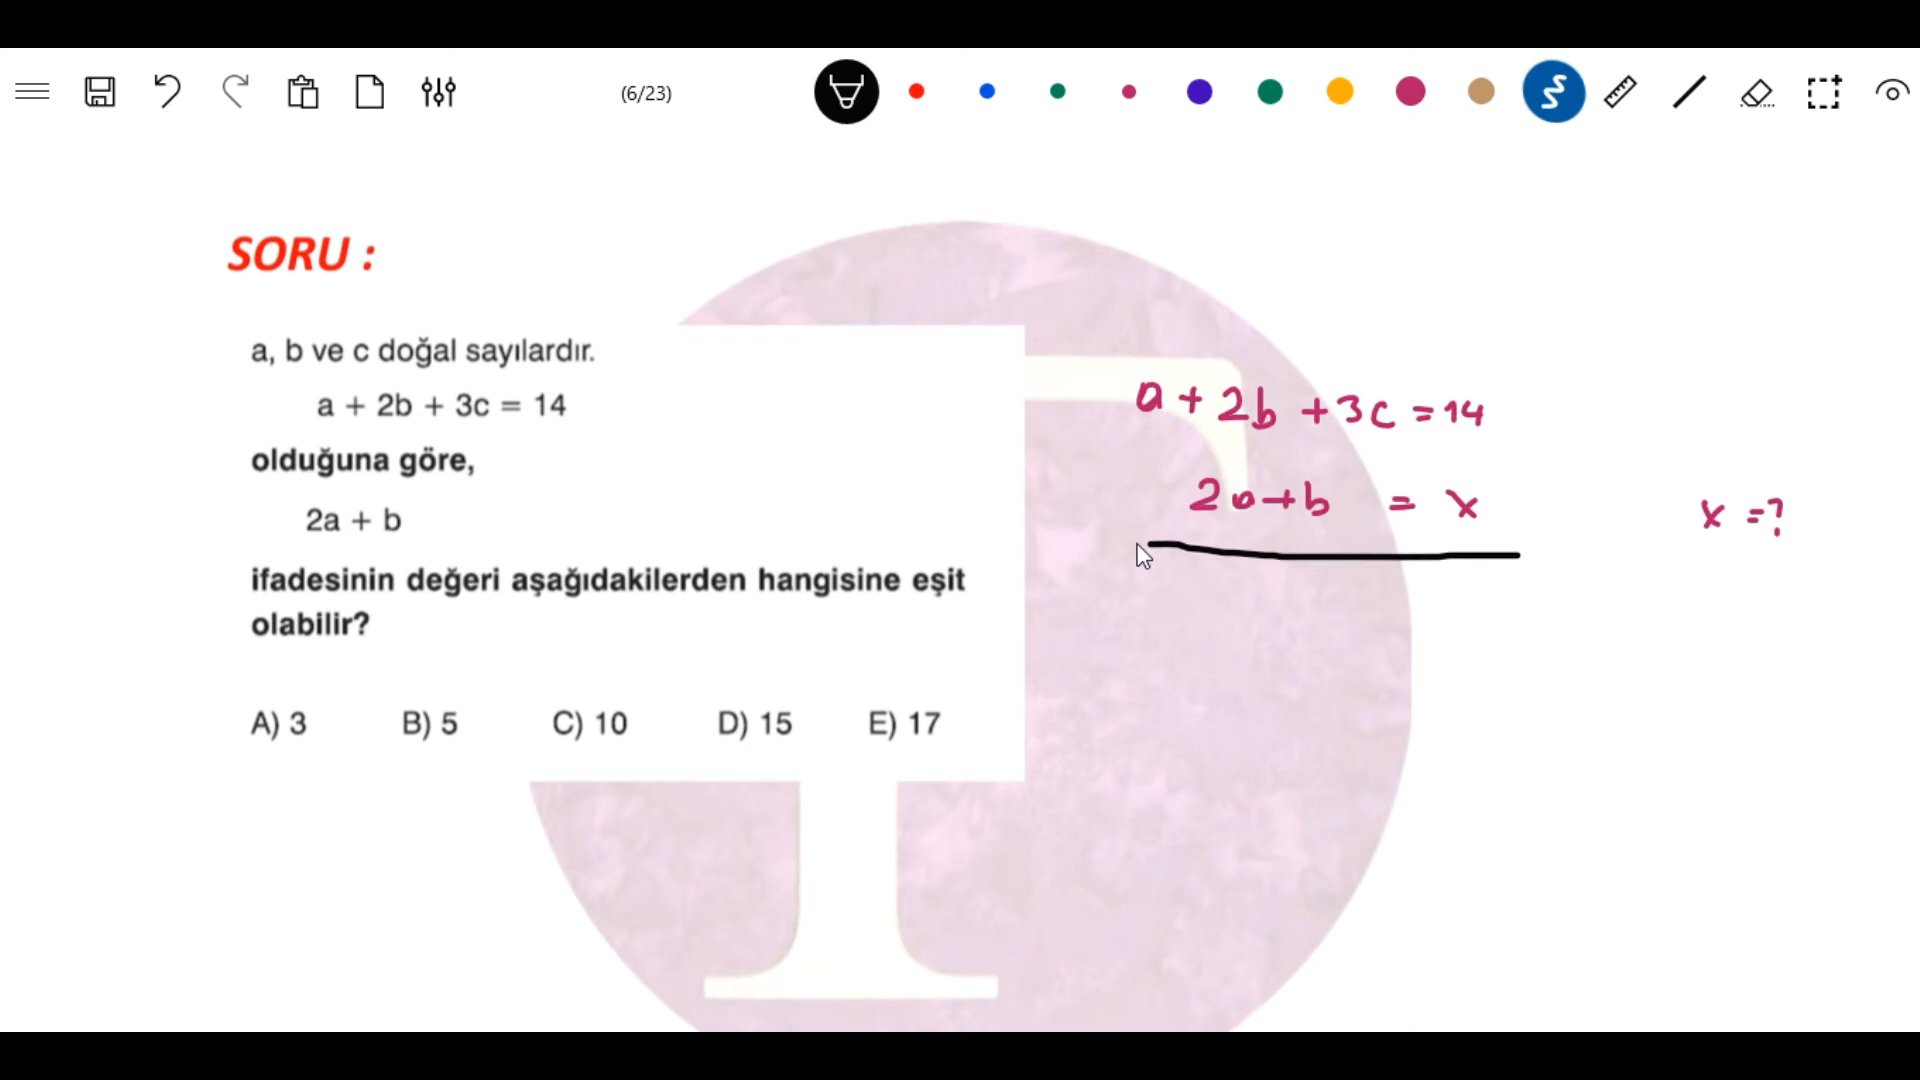 (6/23)
SORU :
a, b ve c doğal sayılardır.
a + 2b + 3c = 14
olduğuna göre,
2a + b
ifadesinin değeri aşağıdakilerden hangisine eşit
olabilir?
A) 3 B) 5 C) 10 D) 15 E) 17
a + 2b + 3c = 14
2a + b = x
x = ?